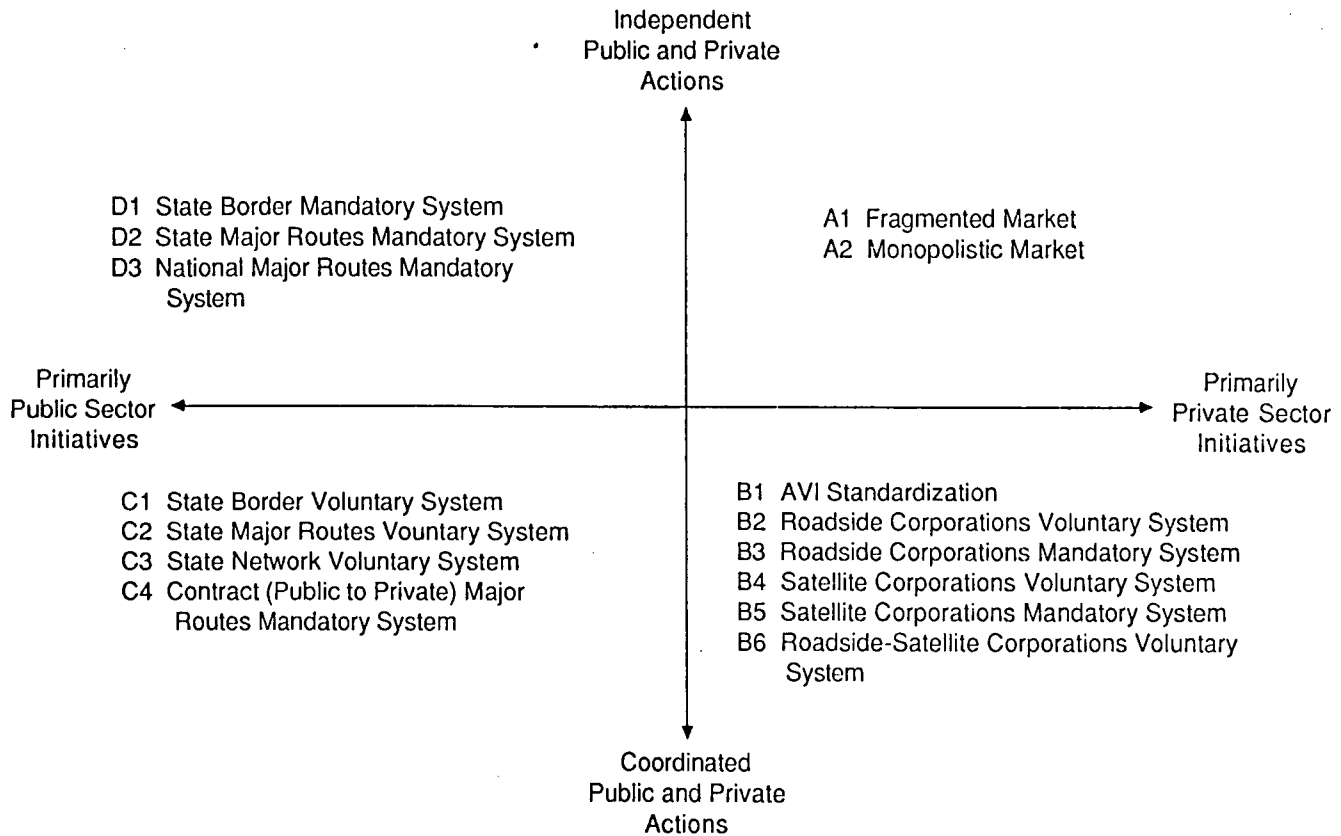 Independent
Public and Private
Actions
D1 State Border Mandatory System
D2 State Major Routes Mandatory System
D3 National Major Routes Mandatory
System
A1 Fragmented Market
A2 Monopolistic Market
Primarily
Public Sector
Initiatives
Primarily
Private Sector
Initiatives
C1 State Border Voluntary System
C2 State Major Routes Vountary System
C3 State Network Voluntary System
C4 Contract (Public to Private) Major
Routes Mandatory System
B1 AVI Standardization
B2 Roadside Corporations Voluntary System
B3 Roadside Corporations Mandatory System
B4 Satellite Corporations Voluntary System
B5 Satellite Corporations Mandatory System
B6 Roadside-Satellite Corporations Voluntary
System
Coordinated
Public and Private
Actions